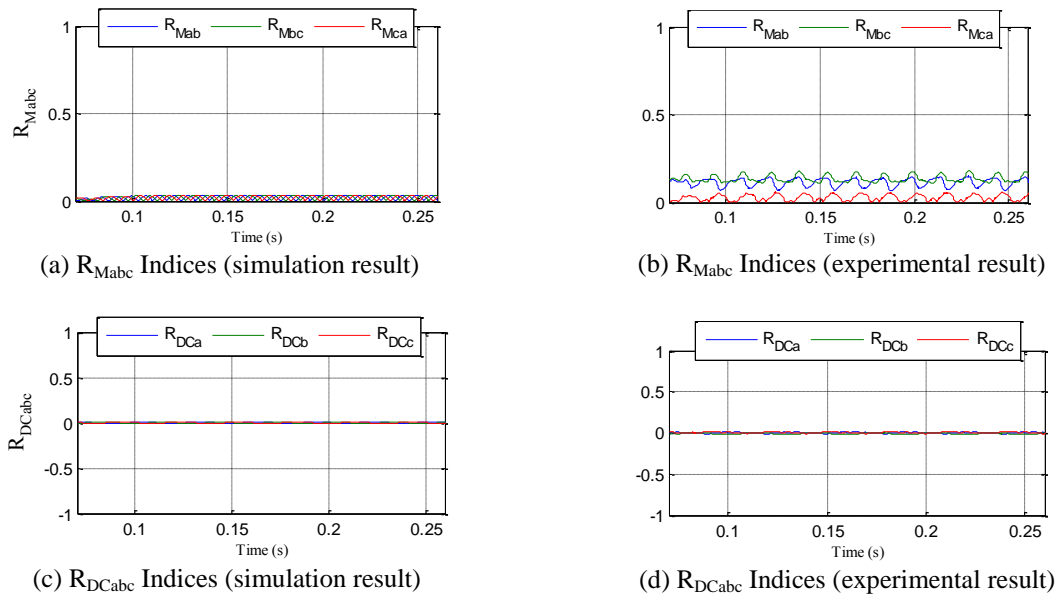 R_Mab R_Mbc R_Mca
1
0.5
0
R_Mabc
0.1 0.15 0.2 0.25
Time (s)
(a) R_Mabc Indices (simulation result)
R_Mab R_Mbc R_Mca
1
0.5
0
0.1 0.15 0.2 0.25
Time (s)
(b) R_Mabc Indices (experimental result)
R_DCa R_DCb R_DCc
1
0.5
0
-0.5
-1
R_DCabc
0.1 0.15 0.2 0.25
Time (s)
(c) R_DCabc Indices (simulation result)
R_DCa R_DCb R_DCc
1
0.5
0
-0.5
-1
0.1 0.15 0.2 0.25
Time (s)
(d) R_DCabc Indices (experimental result)